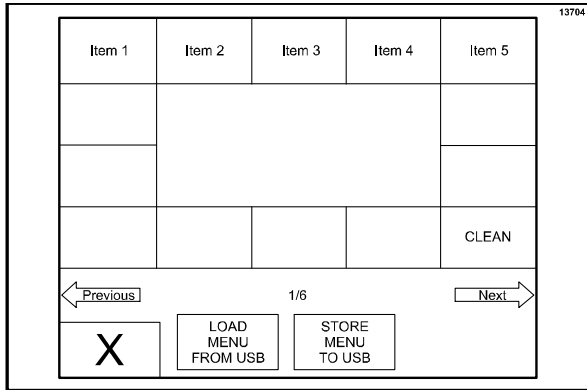 13704
Item 1 Item 2 Item 3 Item 4 Item 5
CLEAN
Previous 1/6 Next
X
LOAD
MENU
FROM USB
STORE
MENU
TO USB